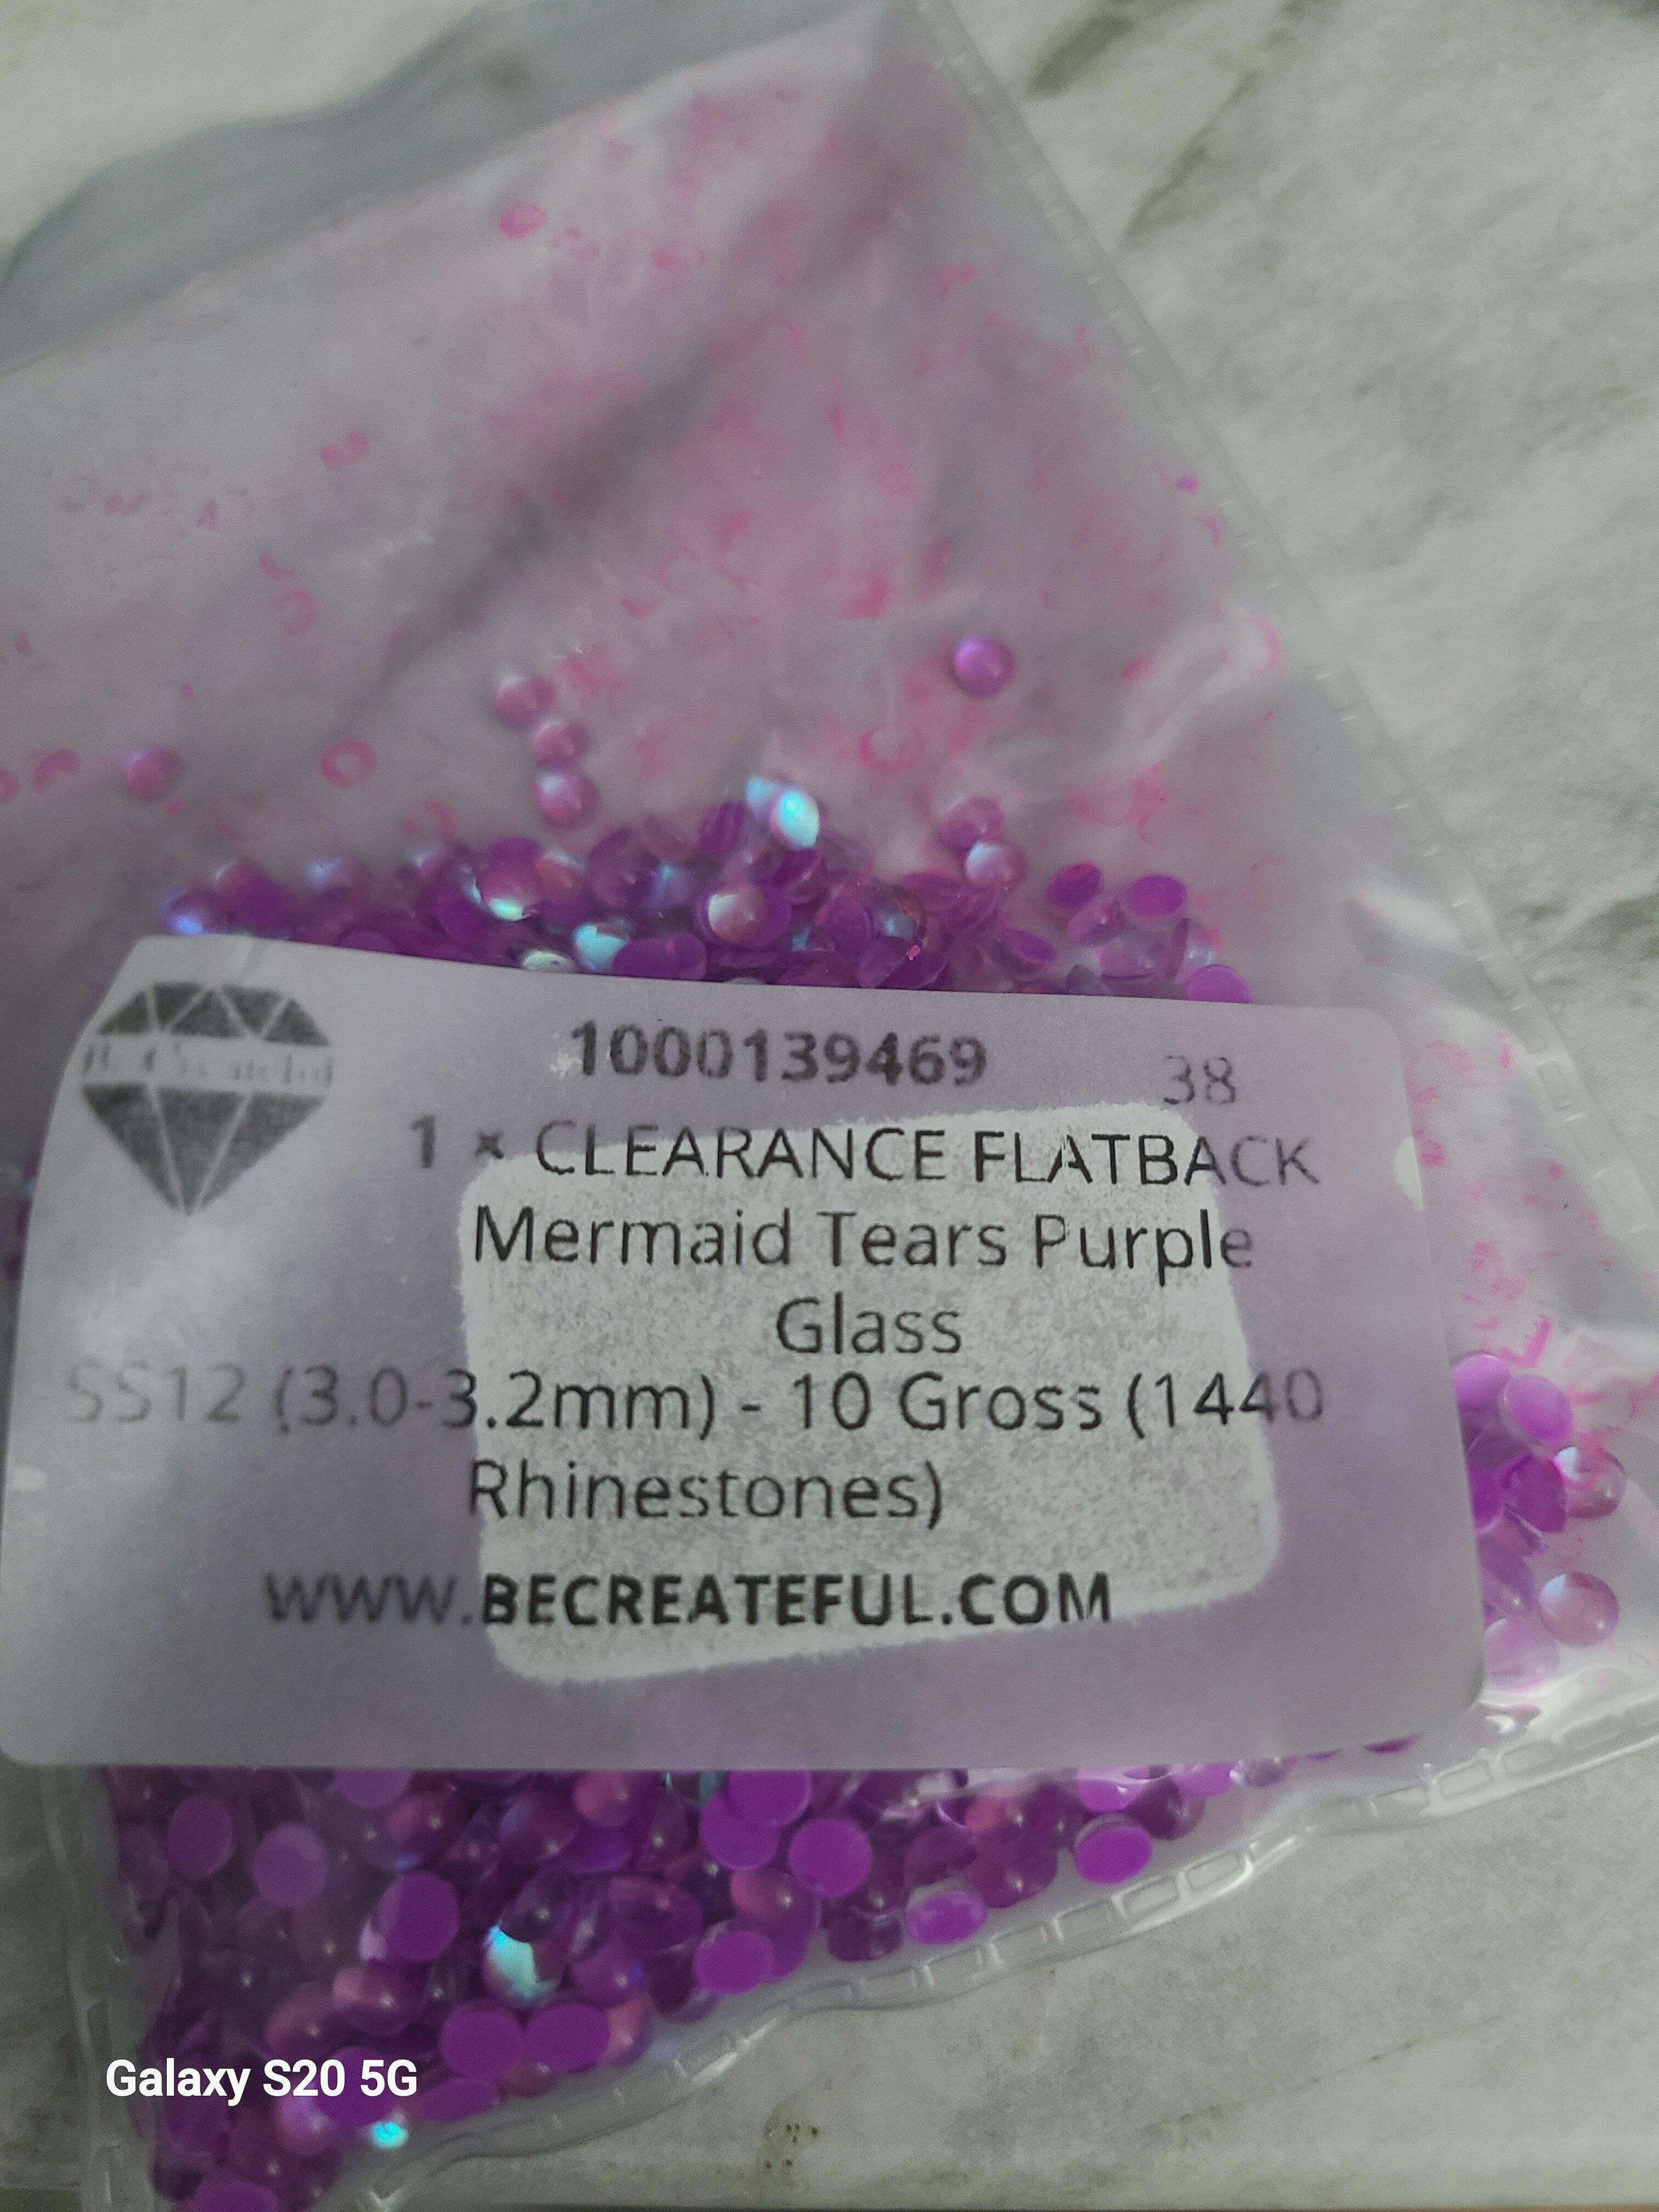 1000139469
38
1 x CLEARANCE FLATBACK
Mermaid Tears Purple
Glass
SS12 (3.0-3.2mm) - 10 Gross (1440
Rhinestones)
WWW.BECREATEFUL.COM
Galaxy S20 5G